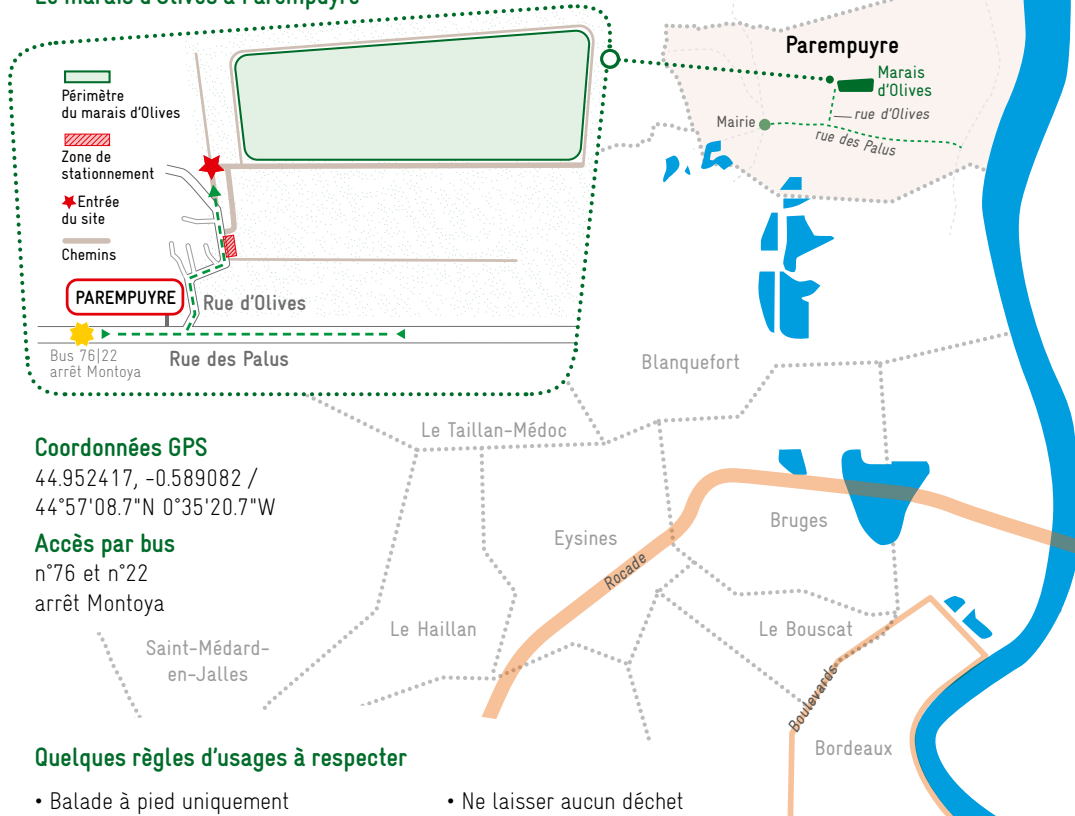 Le marais d'Olives à Parempuyre
Périmètre
du marais d'Olives
Zone de
stationnement
Entrée
du site
Chemins
PAREMPUYRE
Rue d'Olives
Bus 76|22
arrêt Montoya
Rue des Palus
Parempuyre
Marais
d'Olives
rue d'Olives
Mairie
rue des Palus
Blanquefort
Le Taillan-Médoc
Coordonnées GPS
44.952417, -0.589082 /
44°57'08.7"N 0°35'20.7"W
Accès par bus
n°76 et n°22
arrêt Montoya
Eysines
Bruges
Rocade
Le Haillan
Le Bouscat
Saint-Médard-
en-Jalles
Boulevards
Bordeaux
Quelques règles d'usages à respecter
• Balade à pied uniquement
• Ne laisser aucun déchet